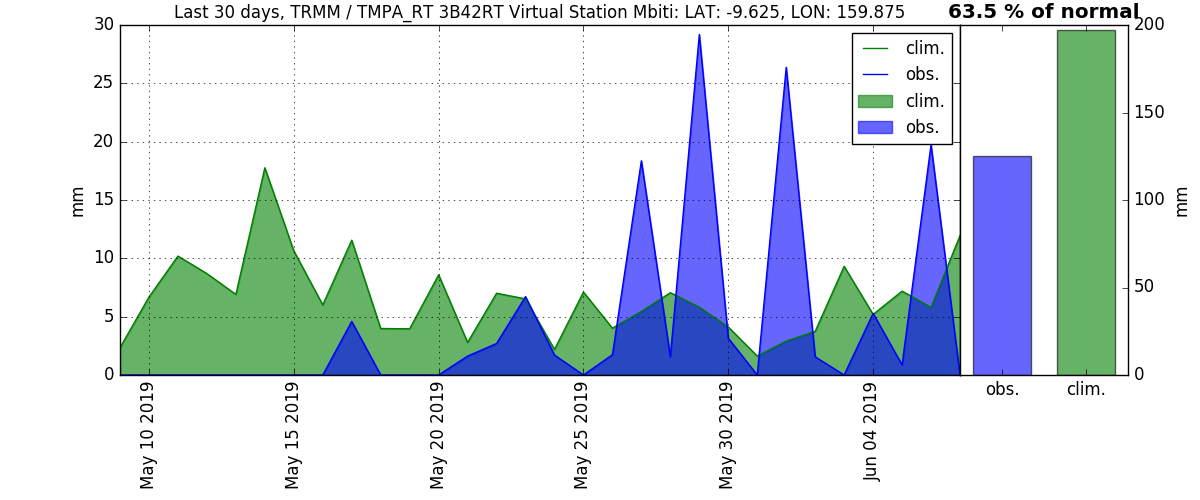 Last 30 days, TRMM / TMPA_RT 3B42RT Virtual Station Mbiti: LAT: -9.625, LON: 159.875
63.5 % of normal
30
25
20
15
10
5
0
mm
clim.
obs.
clim.
obs.
May 10 2019
May 15 2019
May 20 2019
May 25 2019
May 30 2019
Jun 04 2019
200
150
100
50
0
mm
obs.
clim.